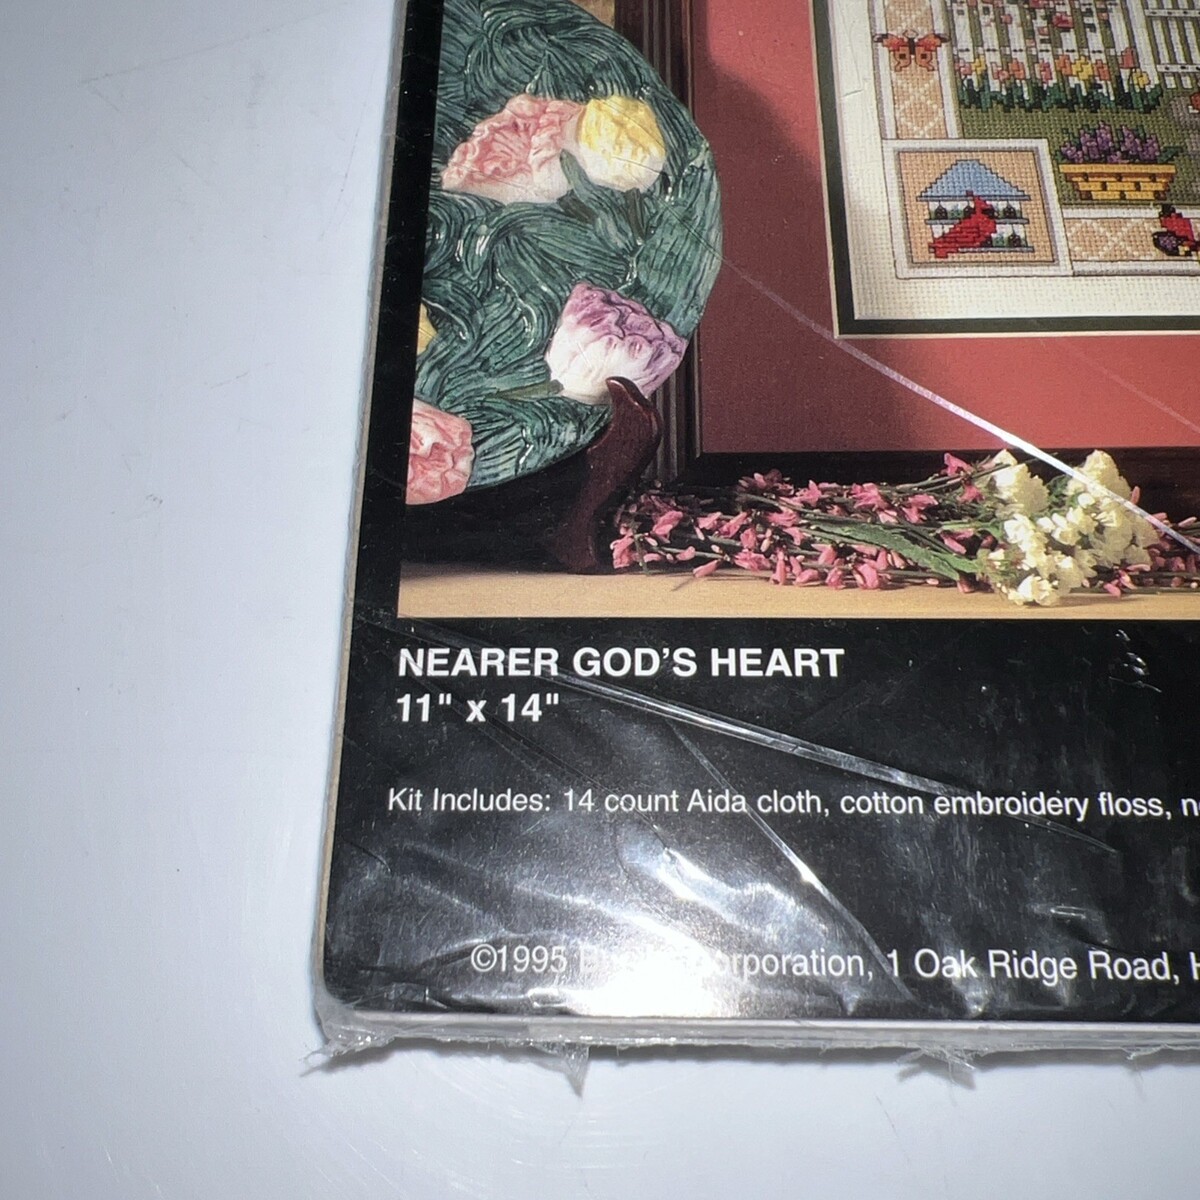 NEARER GOD'S HEART
11" x 14"
Kit Includes: 14 count Aida cloth, cotton embroidery floss, n
©1995 Corporation, 1 Oak Ridge Road, H